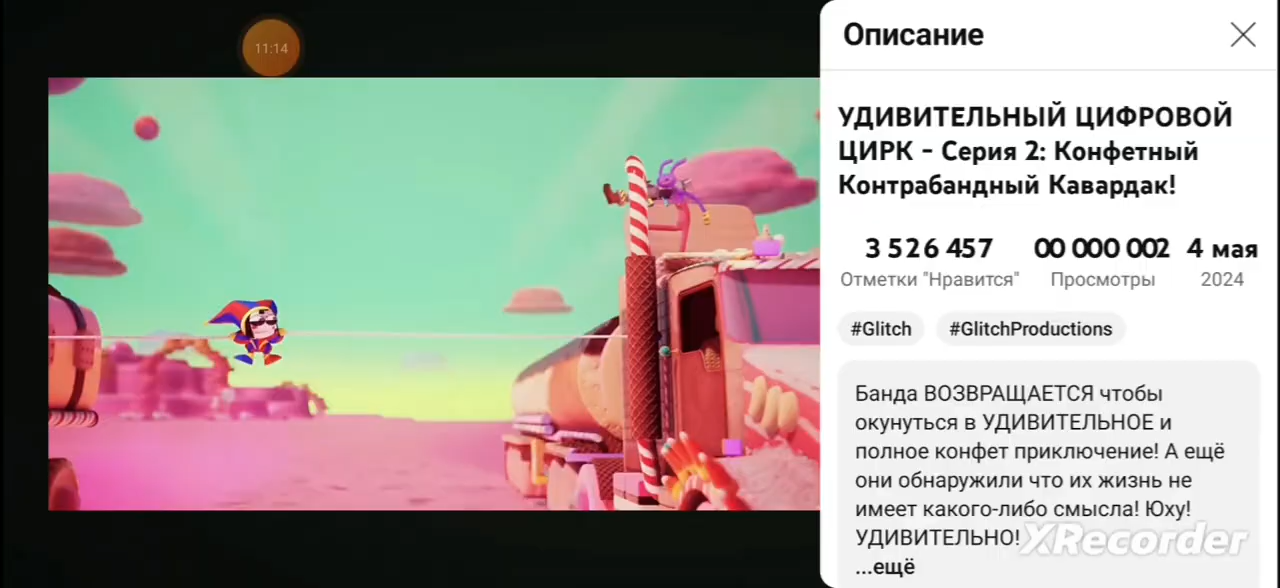 11:14
Описание
УДИВИТЕЛЬНЫЙ ЦИФРОВОЙ
ЦИРК - Серия 2: Конфетный
Контрабандный Кавардак!
3 526 457
00 000 002
4 мая
Отметки "Нравится"
Просмотры
2024
#Glitch
#GlitchProductions
Банда ВОЗВРАЩАЕТСЯ чтобы
окунуться в УДИВИТЕЛЬНОЕ и
полное конфет приключение! А ещё
они обнаружили что их жизнь не
имеет какого-либо смысла! Юху!
УДИВИТЕЛЬНО!
...ещё
XRecorder